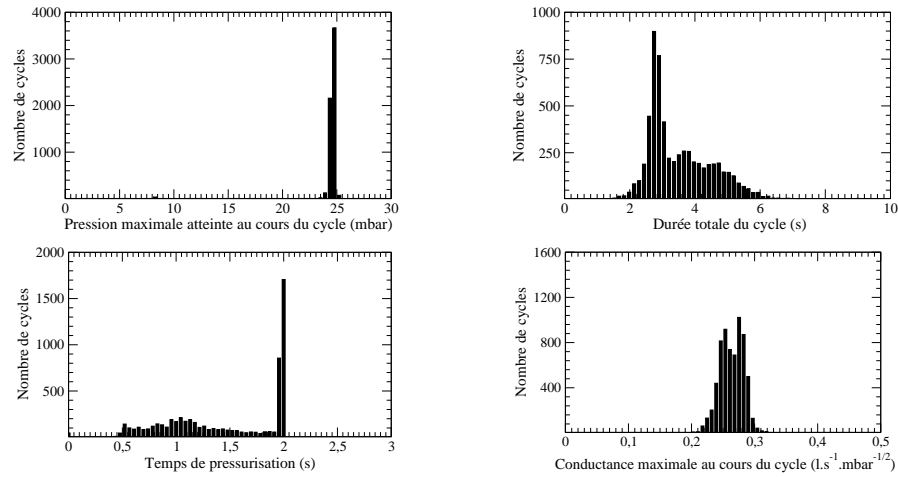 4000
3000
2000
1000
Nombre de cycles
0 5 10 15 20 25 30
Pression maximale atteinte au cours du cycle (mbar)
1000
750
500
250
Nombre de cycles
0 2 4 6 8 10
Durée totale du cycle (s)
2000
1500
1000
500
Nombre de cycles
0 0,5 1 1,5 2 2,5 3
Temps de pressurisation (s)
1600
1200
800
400
Nombre de cycles
0 0,1 0,2 0,3 0,4 0,5
Conductance maximale au cours du cycle (l.s⁻¹.mbar⁻¹/²)